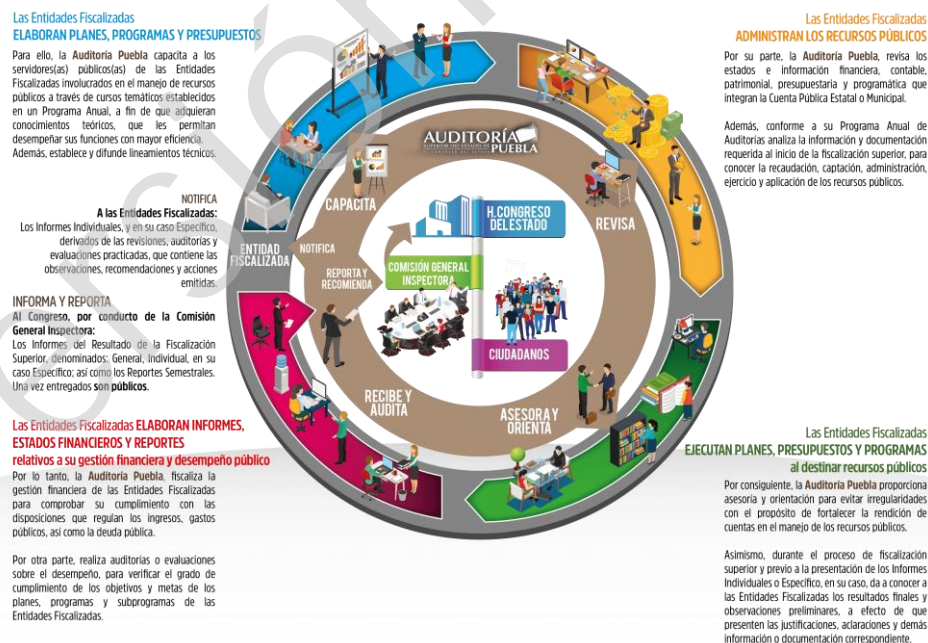 Las Entidades Fiscalizadas
ELABORAN PLANES, PROGRAMAS Y PRESUPUESTOS
Para ello, la Auditoría Puebla capacita a los
servidores(as) públicos(as) de las Entidades
Fiscalizadas involucrados en el manejo de recursos
públicos a través de cursos temáticos establecidos
en un Programa Anual, a fin de que adquieran
conocimientos teóricos, que les permitan
desempeñar sus funciones con mayor eficiencia.
Además, establece y difunde lineamientos técnicos.
NOTIFICA
A las Entidades Fiscalizadas:
Los Informes Individuales, y en su caso Específico,
derivados de las revisiones, auditorías y
evaluaciones practicadas, que contiene las
observaciones, recomendaciones y acciones
emitidas.
INFORMA Y REPORTA
Al Congreso, por conducto de la Comisión
General Inspectora:
Los Informes del Resultado de la Fiscalización
Superior, denominados: General, Individual, en su
caso Específico; así como los Reportes Semestrales.
Una vez entregados son públicos.
Las Entidades Fiscalizadas ELABORAN INFORMES,
ESTADOS FINANCIEROS Y REPORTES
relativos a su gestión financiera y desempeño público
Por lo tanto, la Auditoría Puebla, fiscaliza la
gestión financiera de las Entidades Fiscalizadas
para comprobar su cumplimiento con las
disposiciones que regulan los ingresos, gastos
públicos, así como la deuda pública.
Por otra parte, realiza auditorías o evaluaciones
sobre el desempeño, para verificar el grado de
cumplimiento de los objetivos y metas de los
planes, programas y subprogramas de las
Entidades Fiscalizadas.
AUDITORÍA
PUEBLA
CAPACITA
REVISA
ENTIDAD
FISCALIZADA
NOTIFICA
REPORTA Y
RECOMIENDA
H. CONGRESO
DEL ESTADO
COMISIÓN GENERAL
INSPECTORA
CIUDADANOS
RECIBE Y
AUDITA
ASESORA Y
ORIENTA
Las Entidades Fiscalizadas
ADMINISTRAN LOS RECURSOS PÚBLICOS
Por su parte, la Auditoría Puebla, revisa los
estados e información financiera, contable,
patrimonial, presupuestaria y programática que
integran la Cuenta Pública Estatal o Municipal.
Además, conforme a su Programa Anual de
Auditorías analiza la información y documentación
requerida al inicio de la fiscalización superior, para
conocer la recaudación, captación, administración,
ejercicio y aplicación de los recursos públicos.
Las Entidades Fiscalizadas
EJECUTAN PLANES, PRESUPUESTOS Y PROGRAMAS
al destinar recursos públicos
Por consiguiente, la Auditoría Puebla proporciona
asesoría y orientación para evitar irregularidades
con el propósito de fortalecer la rendición de
cuentas en el manejo de los recursos públicos.
Asimismo, durante el proceso de fiscalización
superior y previo a la presentación de los Informes
Individuales o Específico, en su caso, da a conocer a
las Entidades Fiscalizadas los resultados finales y
observaciones preliminares, a efecto de que
presenten las justificaciones, aclaraciones y demás
información o documentación correspondiente.